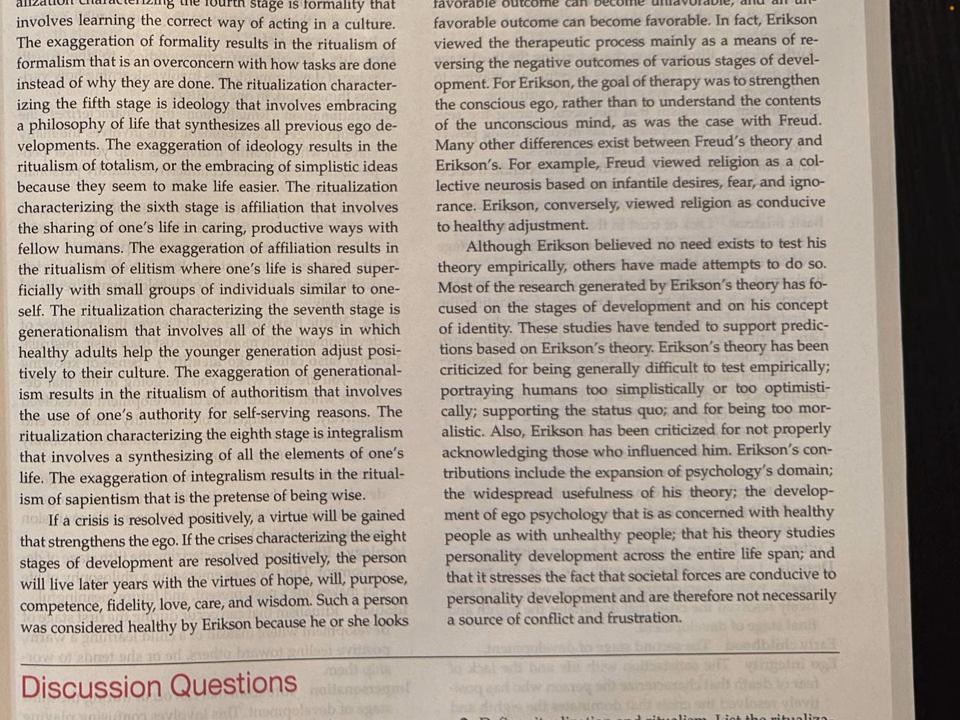 alization characterizing the fourth stage is formality that
involves learning the correct way of acting in a culture.
The exaggeration of formality results in the ritualism of
formalism that is an overconcern with how tasks are done
instead of why they are done. The ritualization character-
izing the fifth stage is ideology that involves embracing
a philosophy of life that synthesizes all previous ego de-
velopments. The exaggeration of ideology results in the
ritualism of totalism, or the embracing of simplistic ideas
because they seem to make life easier. The ritualization
characterizing the sixth stage is affiliation that involves
the sharing of one's life in caring, productive ways with
fellow humans. The exaggeration of affiliation results in
the ritualism of elitism where one's life is shared super-
ficially with small groups of individuals similar to one-
self. The ritualization characterizing the seventh stage is
generationalism that involves all of the ways in which
healthy adults help the younger generation adjust posi-
tively to their culture. The exaggeration of generational-
ism results in the ritualism of authoritism that involves
the use of one's authority for self-serving reasons. The
ritualization characterizing the eighth stage is integralism
that involves a synthesizing of all the elements of one's
life. The exaggeration of integralism results in the ritual-
ism of sapientism that is the pretense of being wise.
If a crisis is resolved positively, a virtue will be gained
that strengthens the ego. If the crises characterizing the eight
stages of development are resolved positively, the person
will live later years with the virtues of hope, will, purpose,
competence, fidelity, love, care, and wisdom. Such a person
was considered healthy by Erikson because he or she looks
favorable outcome can become unfavorable, and an un-
favorable outcome can become favorable. In fact, Erikson
viewed the therapeutic process mainly as a means of re-
versing the negative outcomes of various stages of devel-
opment. For Erikson, the goal of therapy was to strengthen
the conscious ego, rather than to understand the contents
of the unconscious mind, as was the case with Freud.
Many other differences exist between Freud's theory and
Erikson's. For example, Freud viewed religion as a col-
lective neurosis based on infantile desires, fear, and igno-
rance. Erikson, conversely, viewed religion as conducive
to healthy adjustment.
Although Erikson believed no need exists to test his
theory empirically, others have made attempts to do so.
Most of the research generated by Erikson's theory has fo-
cused on the stages of development and on his concept
of identity. These studies have tended to support predic-
tions based on Erikson's theory. Erikson's theory has been
criticized for being generally difficult to test empirically;
portraying humans too simplistically or too optimisti-
cally; supporting the status quo; and for being too mor-
alistic. Also, Erikson has been criticized for not properly
acknowledging those who influenced him. Erikson's con-
tributions include the expansion of psychology's domain;
the widespread usefulness of his theory; the develop-
ment of ego psychology that is as concerned with healthy
people as with unhealthy people; that his theory studies
personality development across the entire life span; and
that it stresses the fact that societal forces are conducive to
personality development and are therefore not necessarily
a source of conflict and frustration.
Discussion Questions